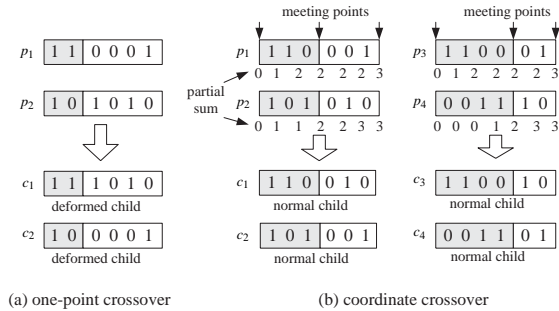 meeting points meeting points
p1 1 1 0 0 0 1 p1 1 1 0 0 0 1 p3 1 1 0 0 0 1
0 1 2 2 2 2 3 0 1 2 2 2 2 3
partial
sum
p2 1 0 1 0 1 0 p2 1 0 1 0 1 0 p4 0 0 1 1 1 0
0 1 1 2 2 3 3 0 0 0 1 2 3 3
c1 1 1 1 0 1 0 c1 1 1 0 0 1 0 c3 1 1 0 0 1 0
deformed child normal child normal child
c2 1 0 0 0 0 1 c2 1 0 1 0 0 1 c4 0 0 1 1 0 1
deformed child normal child normal child
(a) one-point crossover (b) coordinate crossover